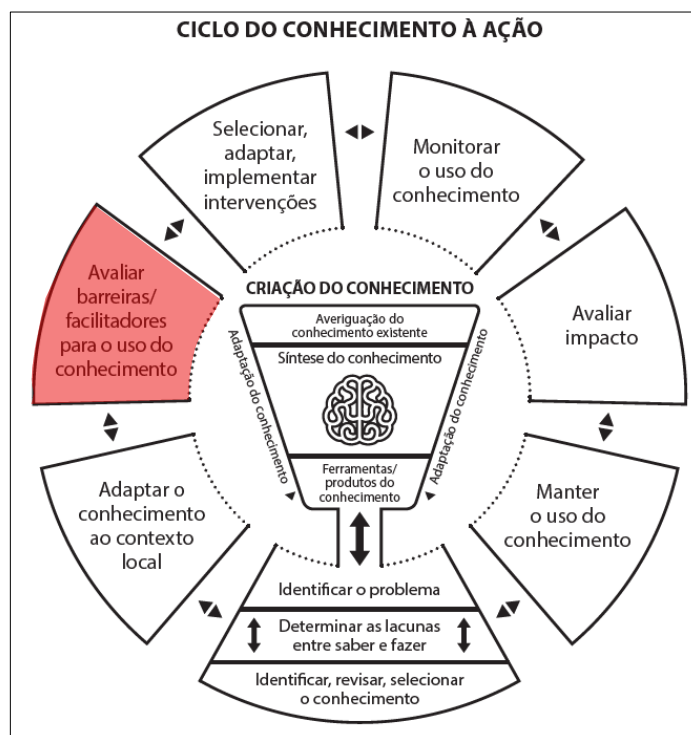 CICLO DO CONHECIMENTO À AÇÃO
Selecionar,
adaptar,
implementar
intervenções
Monitorar
o uso do
conhecimento
Avaliar
barreiras/
facilitadores
para o uso do
conhecimento
Avaliar
impacto
CRIAÇÃO DO CONHECIMENTO
Averiguação do
conhecimento existente
Síntese do conhecimento
Ferramentas/
produtos do
conhecimento
Adaptação do conhecimento
Adaptação do conhecimento
Adaptar o
conhecimento
ao contexto
local
Manter
o uso do
conhecimento
Identificar o problema
Determinar as lacunas
entre saber e fazer
Identificar, revisar, selecionar
o conhecimento